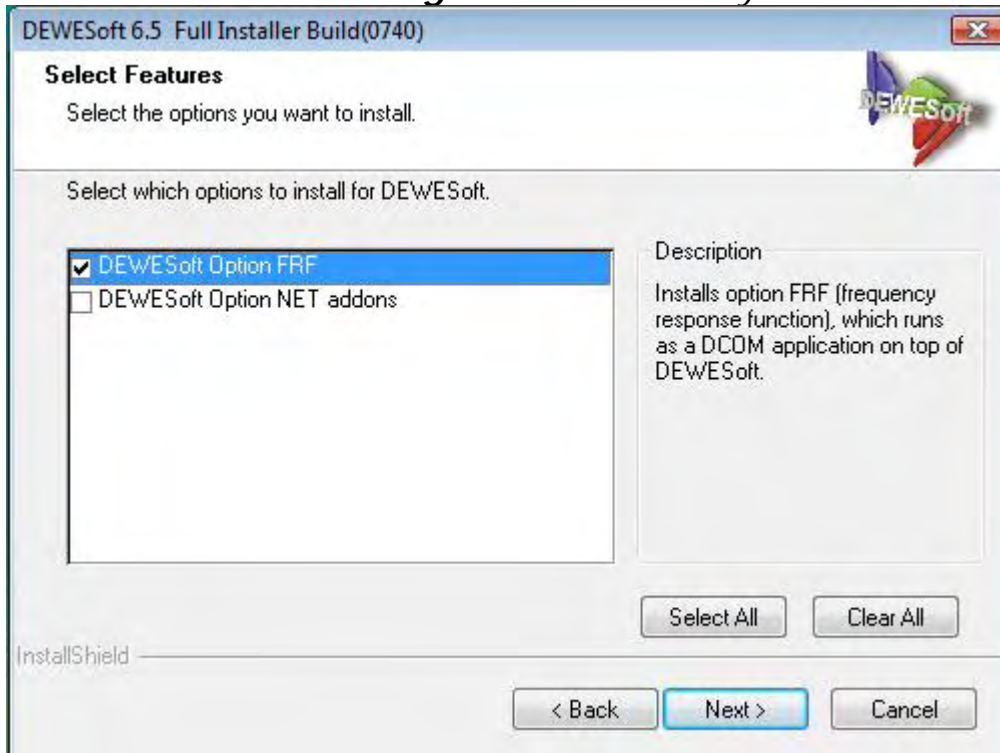 DEWESoft 6.5 Full Installer Build(0740)
Select Features
Select the options you want to install.
DEWESoft
Select which options to install for DEWESoft.
DEWESoft Option FRF
DEWESoft Option NET addons
Description
Installs option FRF (frequency
response function), which runs
as a DCOM application on top of
DEWESoft.
Select All
Clear All
InstallShield
< Back
Next >
Cancel